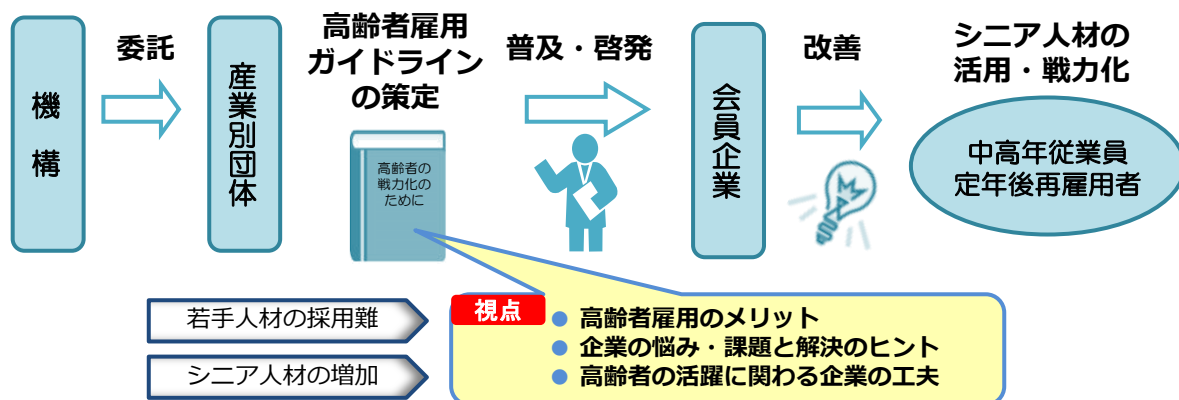 機構
委託
産業別団体
高齢者雇用
ガイドライン
の策定
高齢者の
戦力化の
ために
普及・啓発
会員企業
改善
シニア人材の
活用・戦力化
中高年従業員
定年後再雇用者
若手人材の採用難
シニア人材の増加
視点
● 高齢者雇用のメリット
● 企業の悩み・課題と解決のヒント
● 高齢者の活躍に関わる企業の工夫